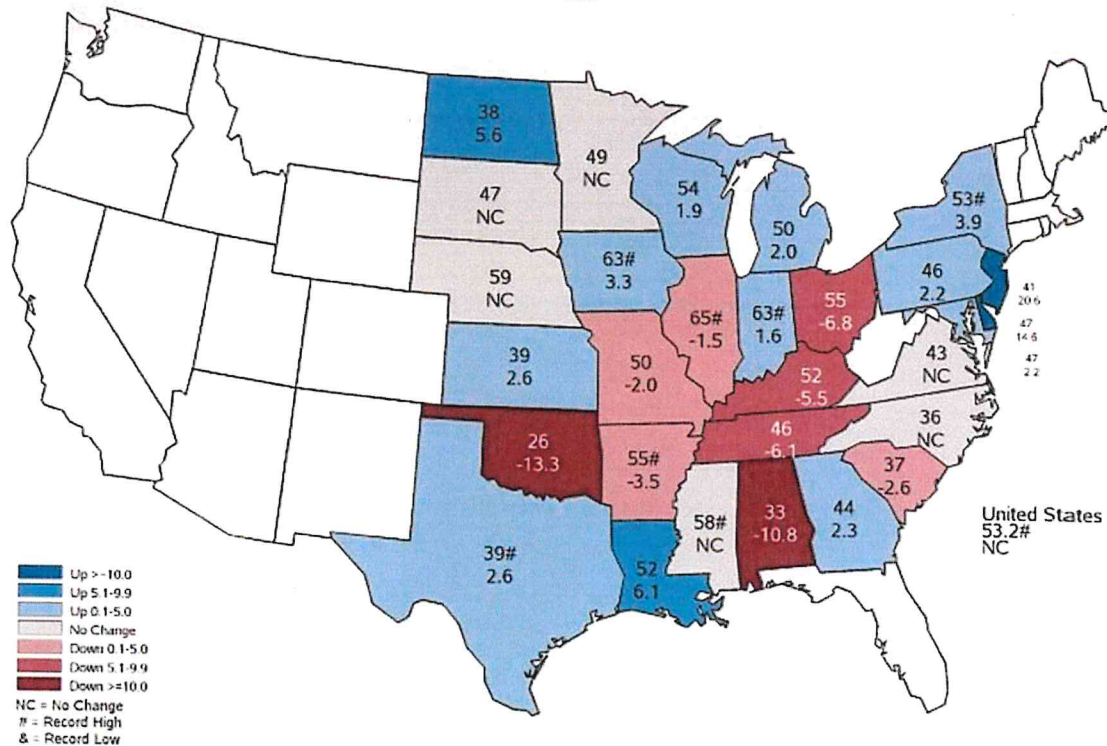 38
5.6
49
NC
47
NC
54
1.9
50
2.0
53#
3.9
59
NC
63#
3.3
46
2.2
41
20.6
47
14.6
47
2.2
39
2.6
50
-2.0
65#
-1.5
63#
1.6
55
-6.8
52
-5.5
43
NC
36
NC
26
-13.3
55#
-3.5
46
-6.1
37
-2.6
39#
2.6
52
6.1
58#
NC
33
-10.8
44
2.3
United States
53.2#
NC
Up >-10.0
Up 5.1-9.9
Up 0.1-5.0
No Change
Down 0.1-5.0
Down 5.1-9.9
Down >=10.0
NC = No Change
# = Record High
& = Record Low